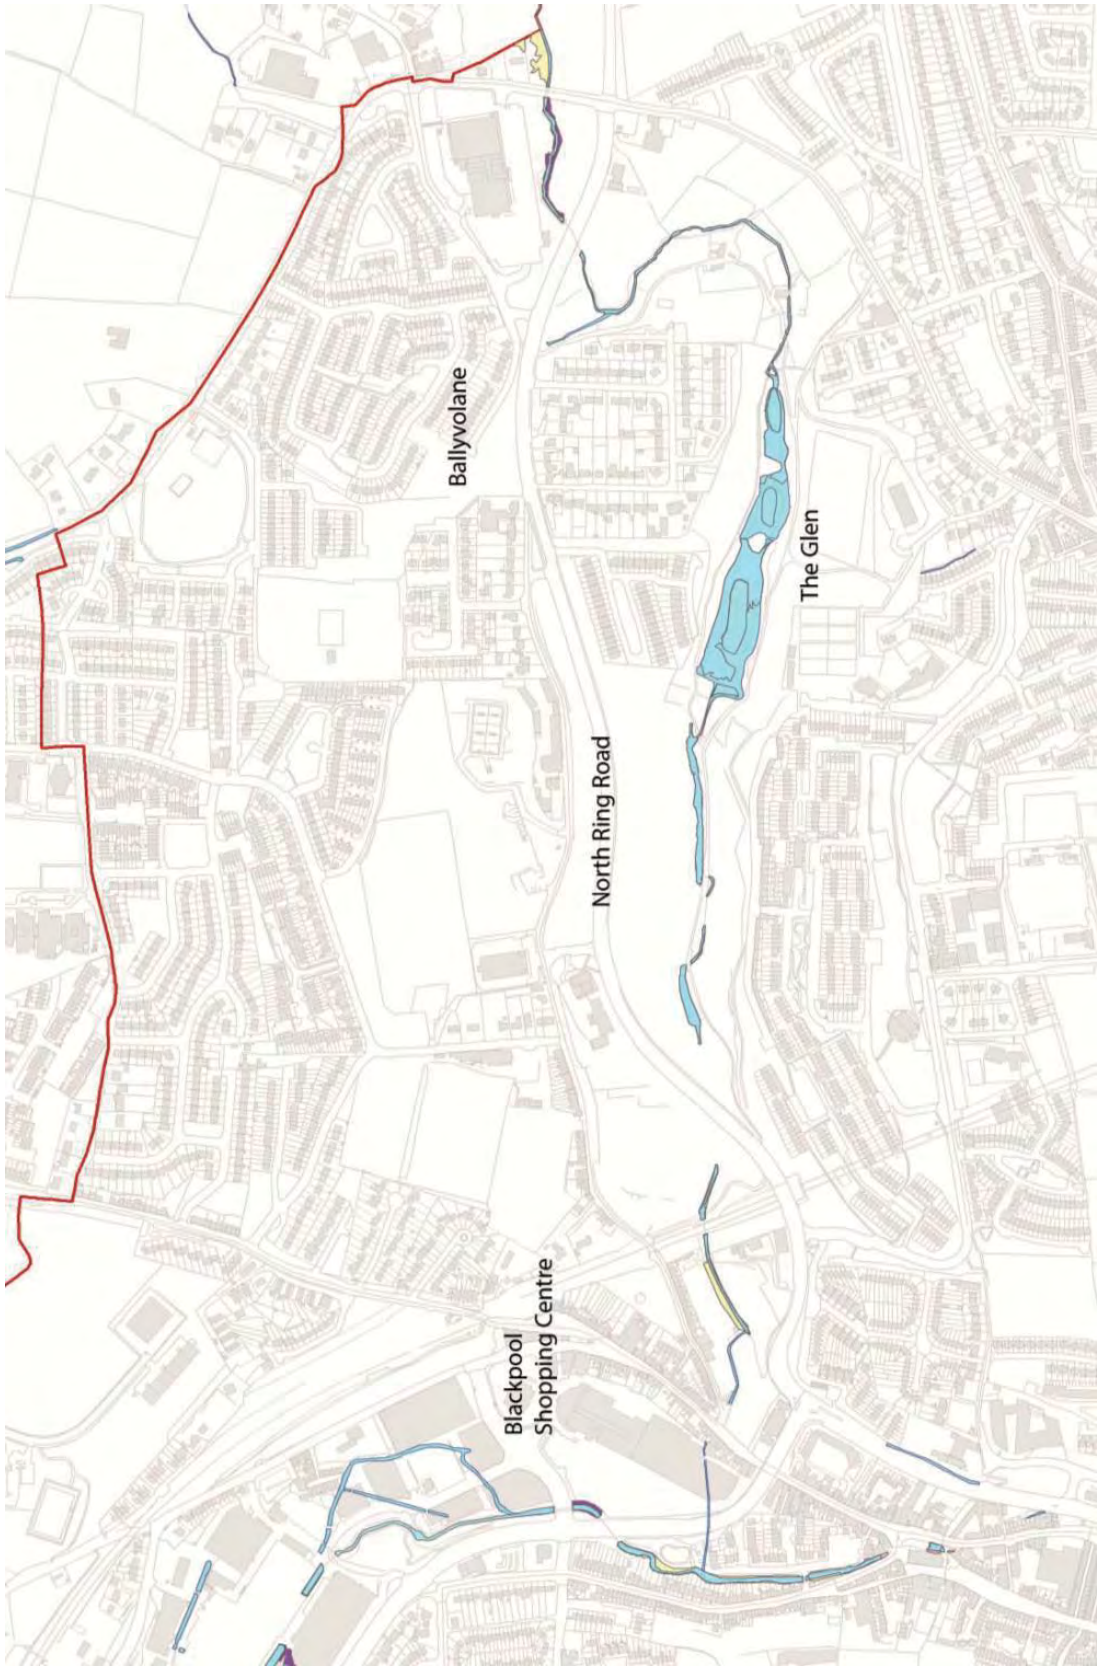 Ballyvolane
The Glen
North Ring Road
Blackpool
Shopping Centre